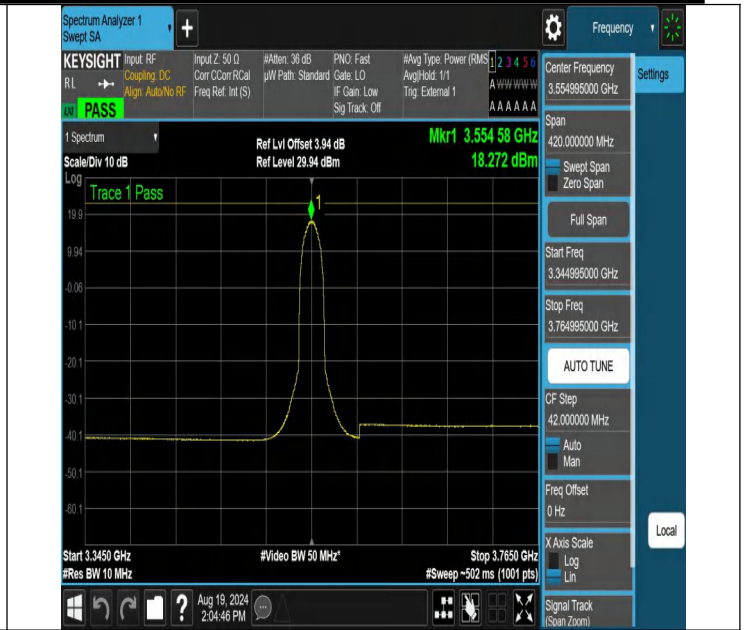 Spectrum Analyzer 1
Swept SA
+
Frequency
KEYSIGHT
RL
PASS
Input: RF
Coupling: DC
Align: Auto/No RF
Input Z: 50 Ω
Corr CCorr RCal
Freq Ref: Int (S)
#Atten: 36 dB
µW Path: Standard
PNO: Fast
Gate: LO
IF Gain: Low
Sig Track: Off
#Avg Type: Power (RMS
Avg|Hold: 1/1
Trig: External 1
1 2 3 4 5 6
A W W W W W
A A A A A A
1 Spectrum
Scale/Div 10 dB
Ref Lvl Offset 3.94 dB
Ref Level 29.94 dBm
Mkr1 3.554 58 GHz
18.272 dBm
Log
Trace 1 Pass
1
19.9
9.94
-0.06
-10.1
-20.1
-30.1
-40.1
-50.1
-60.1
Start 3.3450 GHz
#Res BW 10 MHz
#Video BW 50 MHz*
Stop 3.7650 GHz
#Sweep ~502 ms (1001 pts)
Center Frequency
3.554995000 GHz
Settings
Span
420.000000 MHz
Swept Span
Zero Span
Full Span
Start Freq
3.344995000 GHz
Stop Freq
3.764995000 GHz
AUTO TUNE
CF Step
42.000000 MHz
Auto
Man
Freq Offset
0 Hz
X Axis Scale
Log
Lin
Local
Signal Track
(Span Zoom)
?
Aug 19, 2024
2:04:46 PM